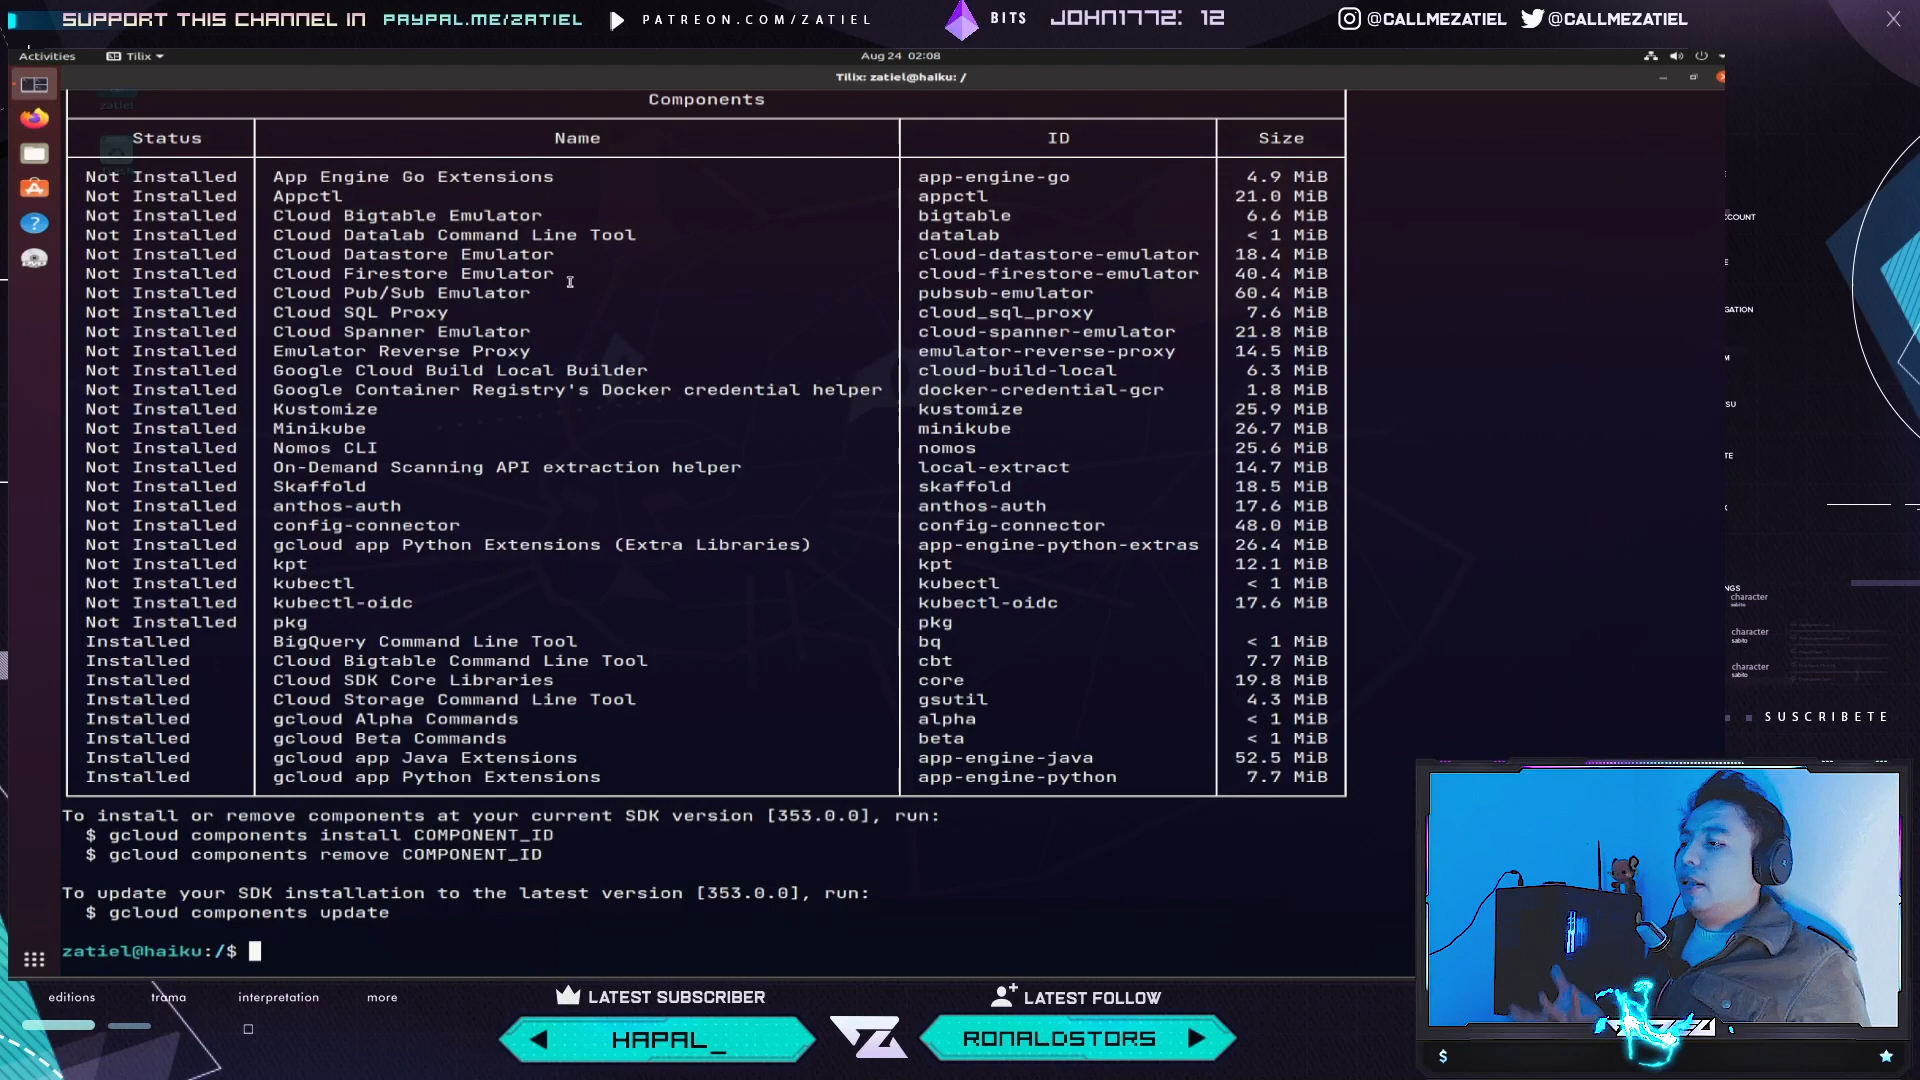 SUPPORT THIS CHANNEL IN PAYPAL.ME/ZATIEL PATREON.COM/ZATIEL BITS JOHN1772: 12 @CALLMEZATIEL @CALLMEZATIEL
Activities Tilix Aug 24 02:08
Tilix: zatiel@haiku: /
zatiel
Components
Status Name ID Size
Not Installed App Engine Go Extensions app-engine-go 4.9 MiB
Not Installed Appctl appctl 21.0 MiB
Not Installed Cloud Bigtable Emulator bigtable 6.6 MiB
Not Installed Cloud Datalab Command Line Tool datalab < 1 MiB
Not Installed Cloud Datastore Emulator cloud-datastore-emulator 18.4 MiB
Not Installed Cloud Firestore Emulator cloud-firestore-emulator 40.4 MiB
Not Installed Cloud Pub/Sub Emulator pubsub-emulator 60.4 MiB
Not Installed Cloud SQL Proxy cloud_sql_proxy 7.6 MiB
Not Installed Cloud Spanner Emulator cloud-spanner-emulator 21.8 MiB
Not Installed Emulator Reverse Proxy emulator-reverse-proxy 14.5 MiB
Not Installed Google Cloud Build Local Builder cloud-build-local 6.3 MiB
Not Installed Google Container Registry's Docker credential helper docker-credential-gcr 1.8 MiB
Not Installed Kustomize kustomize 25.9 MiB
Not Installed Minikube minikube 26.7 MiB
Not Installed Nomos CLI nomos 25.6 MiB
Not Installed On-Demand Scanning API extraction helper local-extract 14.7 MiB
Not Installed Skaffold skaffold 18.5 MiB
Not Installed anthos-auth anthos-auth 17.6 MiB
Not Installed config-connector config-connector 48.0 MiB
Not Installed gcloud app Python Extensions (Extra Libraries) app-engine-python-extras 26.4 MiB
Not Installed kpt kpt 12.1 MiB
Not Installed kubectl kubectl < 1 MiB
Not Installed kubectl-oidc kubectl-oidc 17.6 MiB
Not Installed pkg pkg
Installed BigQuery Command Line Tool bq < 1 MiB
Installed Cloud Bigtable Command Line Tool cbt 7.7 MiB
Installed Cloud SDK Core Libraries core 19.8 MiB
Installed Cloud Storage Command Line Tool gsutil 4.3 MiB
Installed gcloud Alpha Commands alpha < 1 MiB
Installed gcloud Beta Commands beta < 1 MiB
Installed gcloud app Java Extensions app-engine-java 52.5 MiB
Installed gcloud app Python Extensions app-engine-python 7.7 MiB
To install or remove components at your current SDK version [353.0.0], run:
$ gcloud components install COMPONENT_ID
$ gcloud components remove COMPONENT_ID
To update your SDK installation to the latest version [353.0.0], run:
$ gcloud components update
zatiel@haiku:/$
CCOUNT
GATION
SU
TE
NGS
character
sabito
character
sabito
character
sabito
SUSCRIBETE
editions trama interpretation more
LATEST SUBSCRIBER
HAPAL_
LATEST FOLLOW
RONALDSTORS
$